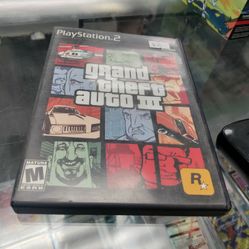 PlayStation 2
grand
theft
auto III
MATURE
M
ESRB
R